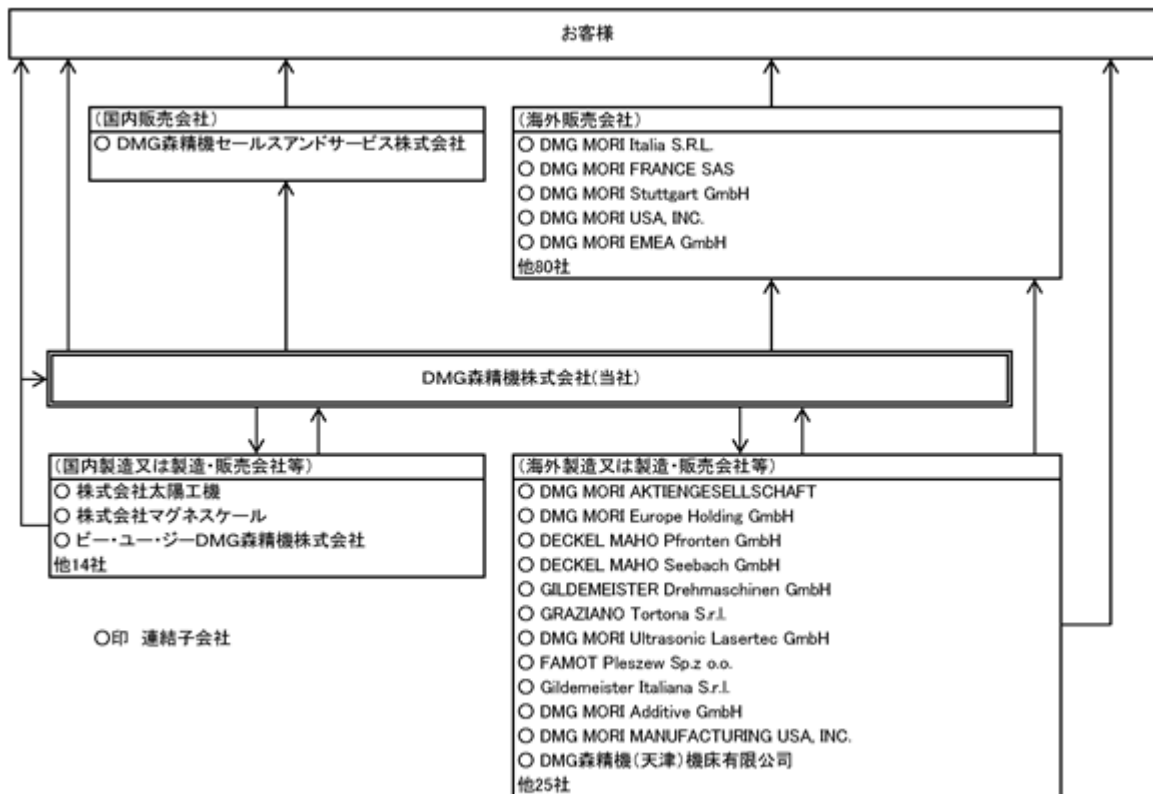 お客様
(国内販売会社)
○ DMG森精機セールスアンドサービス株式会社
(海外販売会社)
○ DMG MORI Italia S.R.L.
○ DMG MORI FRANCE SAS
○ DMG MORI Stuttgart GmbH
○ DMG MORI USA, INC.
○ DMG MORI EMEA GmbH
他80社
DMG森精機株式会社(当社)
(国内製造又は製造・販売会社等)
○ 株式会社太陽工機
○ 株式会社マグネスケール
○ ビー・ユー・ジーDMG森精機株式会社
他14社
○印 連結子会社
(海外製造又は製造・販売会社等)
○ DMG MORI AKTIENGESELLSCHAFT
○ DMG MORI Europe Holding GmbH
○ DECKEL MAHO Pfronten GmbH
○ DECKEL MAHO Seebach GmbH
○ GILDEMEISTER Drehmaschinen GmbH
○ GRAZIANO Tortona S.r.l.
○ DMG MORI Ultrasonic Lasertec GmbH
○ FAMOT Pleszew Sp.z o.o.
○ Gildemeister Italiana S.r.l.
○ DMG MORI Additive GmbH
○ DMG MORI MANUFACTURING USA, INC.
○ DMG森精機(天津)機床有限公司
他25社